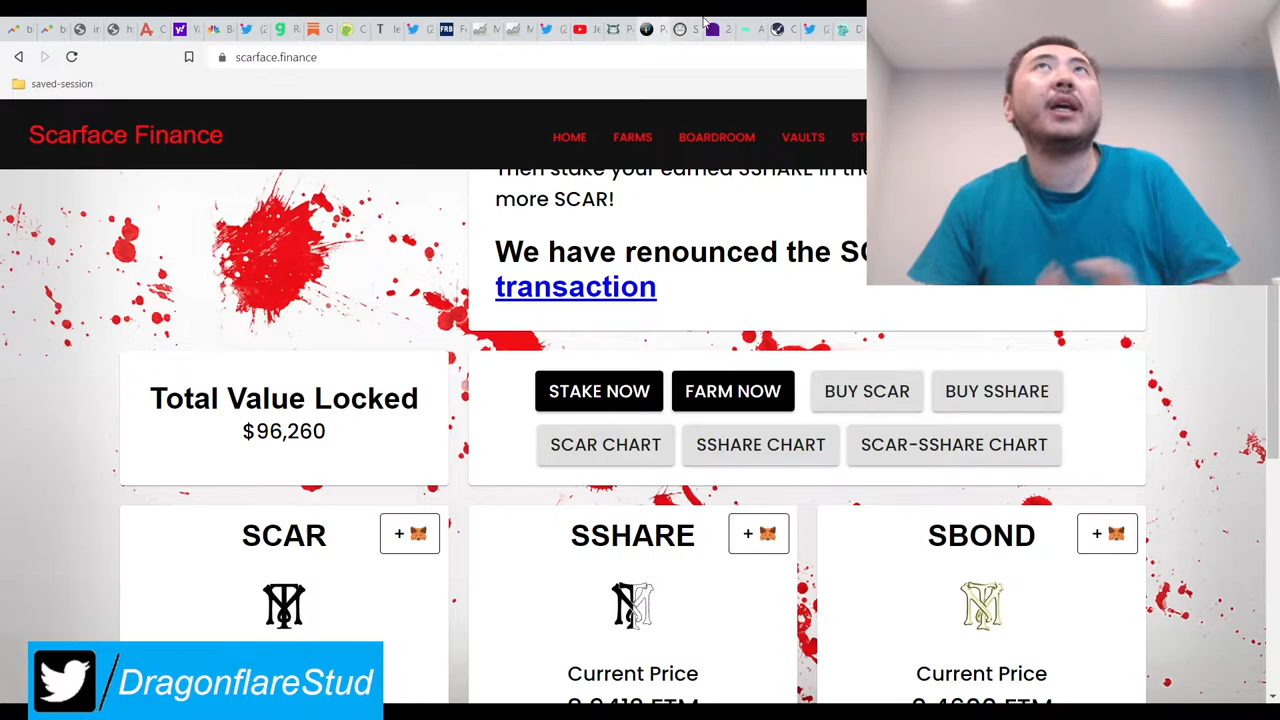 scarface.finance
saved-session
Scarface Finance
HOME
FARMS
BOARDROOM
VAULTS
more SCAR!
We have renounced the
transaction
Total Value Locked
$96,260
STAKE NOW
FARM NOW
BUY SCAR
BUY SSHARE
SCAR CHART
SSHARE CHART
SCAR-SSHARE CHART
SCAR
+
SSHARE
+
SBOND
+
Current Price
Current Price
/DragonflareStud